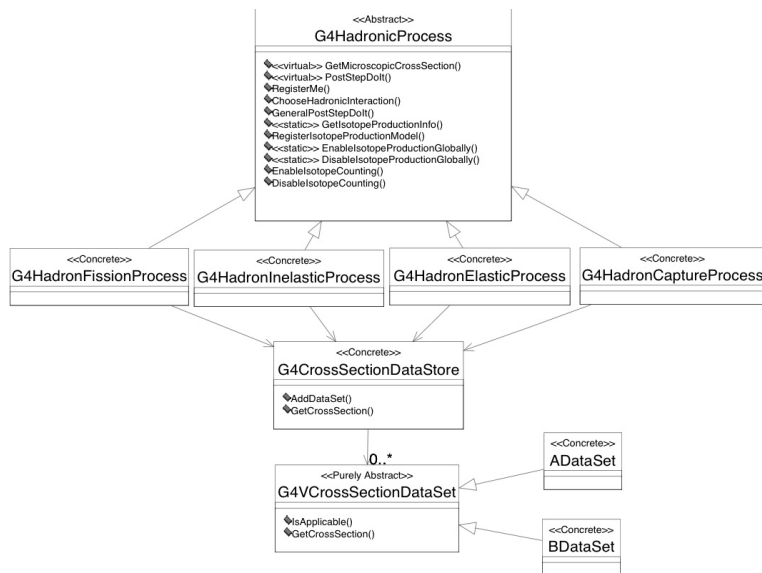 <<Abstract>>
G4HadronicProcess
<<virtual>> GetMicroscopicCrossSection()
<<virtual>> PostStepDoIt()
RegisterMe()
ChooseHadronicInteraction()
GeneralPostStepDoIt()
<<static>> GetIsotopeProductionInfo()
RegisterIsotopeProductionModel()
<<static>> EnableIsotopeProductionGlobally()
<<static>> DisableIsotopeProductionGlobally()
EnableIsotopeCounting()
DisableIsotopeCounting()
<<Concrete>>
G4HadronFissionProcess
<<Concrete>>
G4HadronInelasticProcess
<<Concrete>>
G4HadronElasticProcess
<<Concrete>>
G4HadronCaptureProcess
<<Concrete>>
G4CrossSectionDataStore
AddDataSet()
GetCrossSection()
0..*
<<Purely Abstract>>
G4VCrossSectionDataSet
IsApplicable()
GetCrossSection()
<<Concrete>>
ADataSet
<<Concrete>>
BDataSet